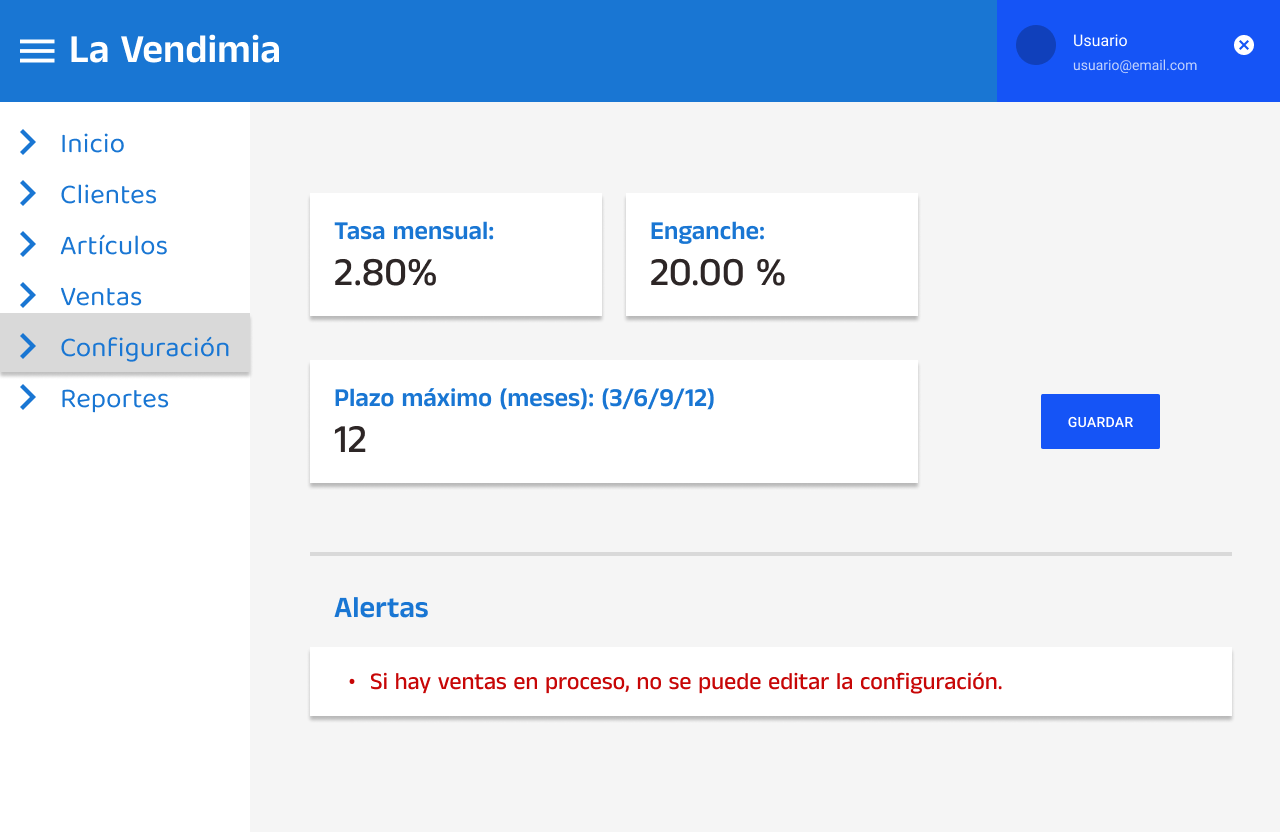 La Vendimia
Usuario
usuario@email.com
Inicio
Clientes
Artículos
Ventas
Configuración
Reportes
Tasa mensual:
2.80%
Enganche:
20.00 %
Plazo máximo (meses): (3/6/9/12)
12
GUARDAR
Alertas
• Si hay ventas en proceso, no se puede editar la configuración.